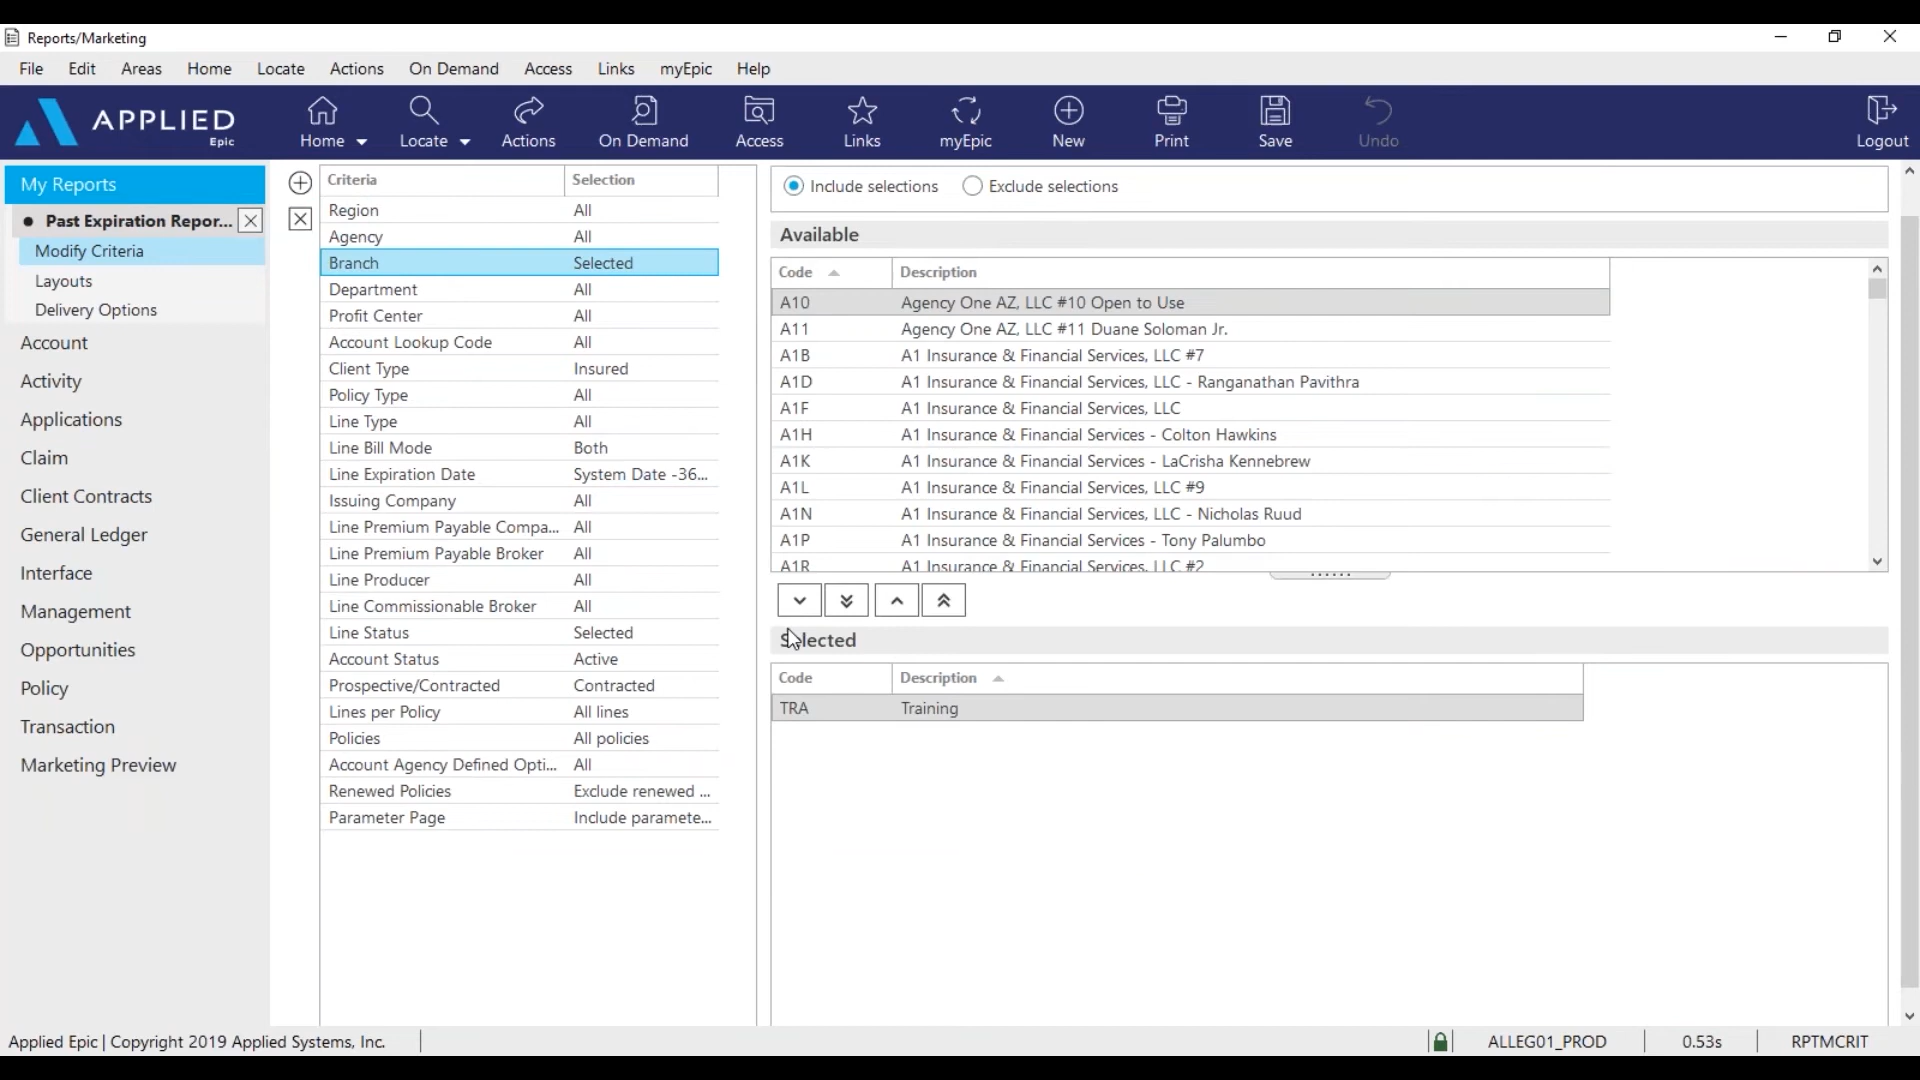 Reports/Marketing
File Edit Areas Home Locate Actions On Demand Access Links myEpic Help
APPLIED
Epic
Home Locate Actions On Demand Access Links myEpic New Print Save Undo Logout
My Reports
Past Expiration Repor...
Modify Criteria
Layouts
Delivery Options
Account
Activity
Applications
Claim
Client Contracts
General Ledger
Interface
Management
Opportunities
Policy
Transaction
Marketing Preview
Criteria Selection
Region All
Agency All
Branch Selected
Department All
Profit Center All
Account Lookup Code All
Client Type Insured
Policy Type All
Line Type All
Line Bill Mode Both
Line Expiration Date System Date -36...
Issuing Company All
Line Premium Payable Compa... All
Line Premium Payable Broker All
Line Producer All
Line Commissionable Broker All
Line Status Selected
Account Status Active
Prospective/Contracted Contracted
Lines per Policy All lines
Policies All policies
Account Agency Defined Opti... All
Renewed Policies Exclude renewed ...
Parameter Page Include paramete...
Include selections Exclude selections
Available
Code Description
A10 Agency One AZ, LLC #10 Open to Use
A11 Agency One AZ, LLC #11 Duane Soloman Jr.
A1B A1 Insurance & Financial Services, LLC #7
A1D A1 Insurance & Financial Services, LLC - Ranganathan Pavithra
A1F A1 Insurance & Financial Services, LLC
A1H A1 Insurance & Financial Services - Colton Hawkins
A1K A1 Insurance & Financial Services - LaCrisha Kennebrew
A1L A1 Insurance & Financial Services, LLC #9
A1N A1 Insurance & Financial Services, LLC - Nicholas Ruud
A1P A1 Insurance & Financial Services - Tony Palumbo
A1R A1 Insurance & Financial Services, LLC #2
Selected
Code Description
TRA Training
Applied Epic | Copyright 2019 Applied Systems, Inc. ALLEG01_PROD 0.53s RPTMCRIT